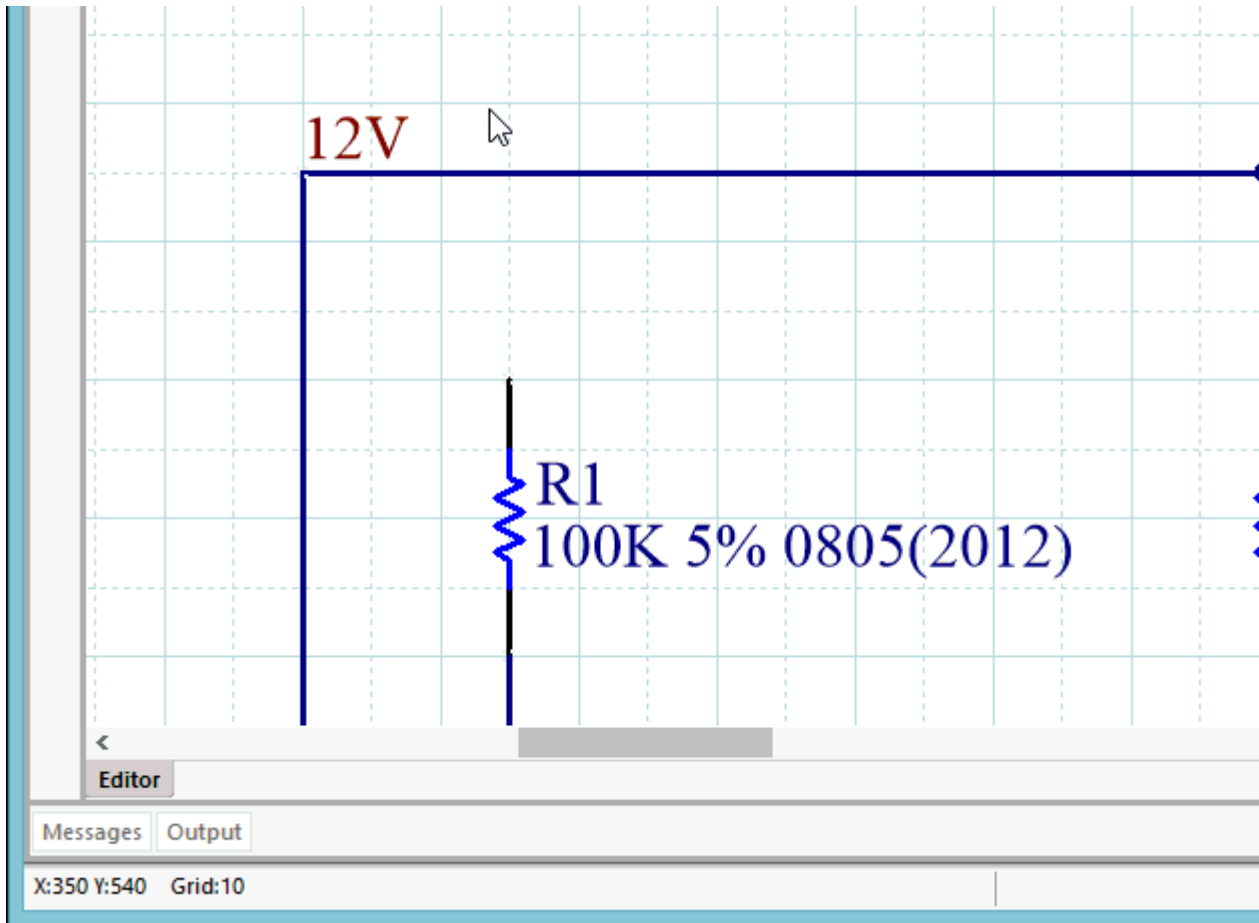 12V
R1
100K 5% 0805(2012)
Editor
Messages Output
X:350 Y:540 Grid:10